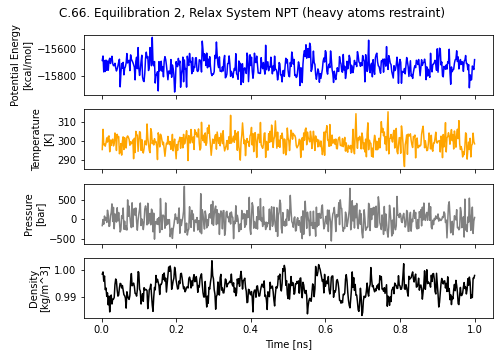 C.66. Equilibration 2, Relax System NPT (heavy atoms restraint)
Potential Energy
[kcal/mol]
−15600
−15800
Temperature
[K]
310
300
290
Pressure
[bar]
500
0
−500
Density
[kg/m^3]
1.00
0.99
0.0 0.2 0.4 0.6 0.8 1.0
Time [ns]